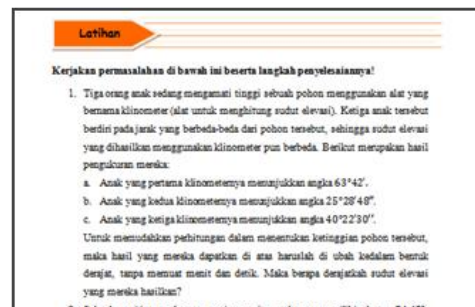 Latihan
Kerjakan permasalahan di bawah ini beserta langkah penyelesaiannya!
1. Tiga orang anak sedang mengamati tinggi sebuah pohon menggunakan alat yang
bernama klinometer (alat untuk menghitung sudut elevasi). Ketiga anak tersebut
berdiri pada jarak yang berbeda-beda dari pohon tersebut, sehingga sudut elevasi
yang dihasilkan menggunakan klinometer pun berbeda. Berikut merupakan hasil
pengukuran mereka:
a. Anak yang pertama klinometernya menunjukkan angka 63°42'.
b. Anak yang kedua klinometernya menunjukkan angka 25°28'48".
c. Anak yang ketiga klinometernya menunjukkan angka 40°22'30''.
Untuk memudahkan perhitungan dalam menentukan ketinggian pohon tersebut,
maka hasil yang mereka dapatkan di atas haruslah di ubah kedalam bentuk
derajat, tanpa memuat menit dan detik. Maka berapa derajatkah sudut elevasi
yang mereka hasilkan?